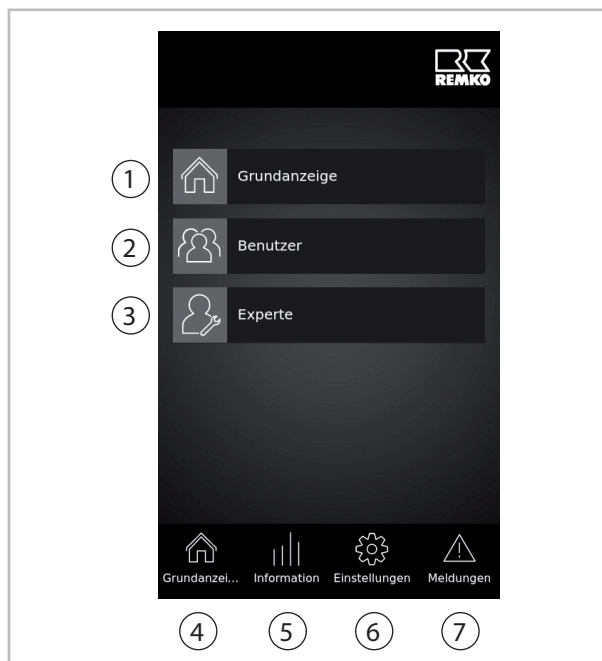 REMKO
1
Grundanzeige
2
Benutzer
3
Experte
Grundanzei... Information Einstellungen Meldungen
4 5 6 7